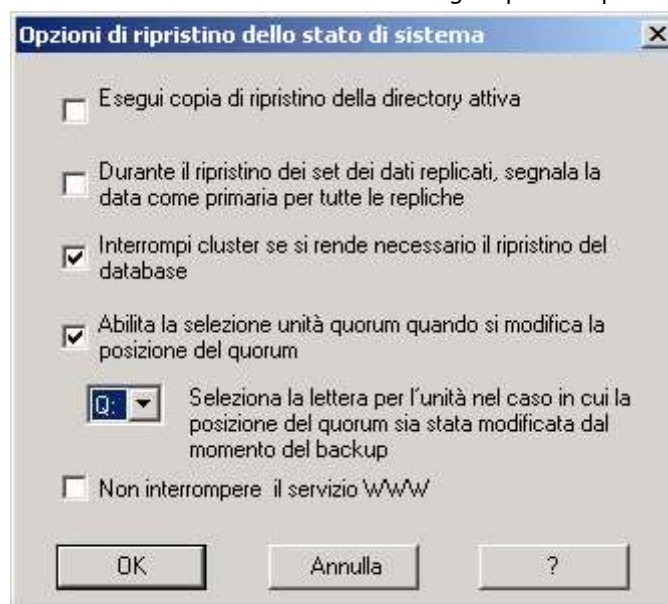 Opzioni di ripristino dello stato di sistema
Esegui copia di ripristino della directory attiva
Durante il ripristino dei set dei dati replicati, segnala la
data come primaria per tutte le repliche
Interrompi cluster se si rende necessario il ripristino del
database
Abilita la selezione unità quorum quando si modifica la
posizione del quorum
Q:
Seleziona la lettera per l'unità nel caso in cui la
posizione del quorum sia stata modificata dal
momento del backup
Non interrompere il servizio WWW
OK
Annulla
?